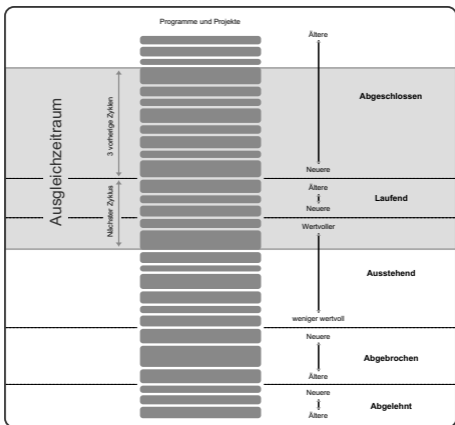 Programme und Projekte
Ältere
Abgeschlossen
3 vorherige Zyklen
Ausgleichzeitraum
Neuere
Ältere
Laufend
Neuere
Nächster Zyklus
Wertvoller
Ausstehend
weniger wertvoll
Neuere
Abgebrochen
Ältere
Neuere
Abgelehnt
Ältere